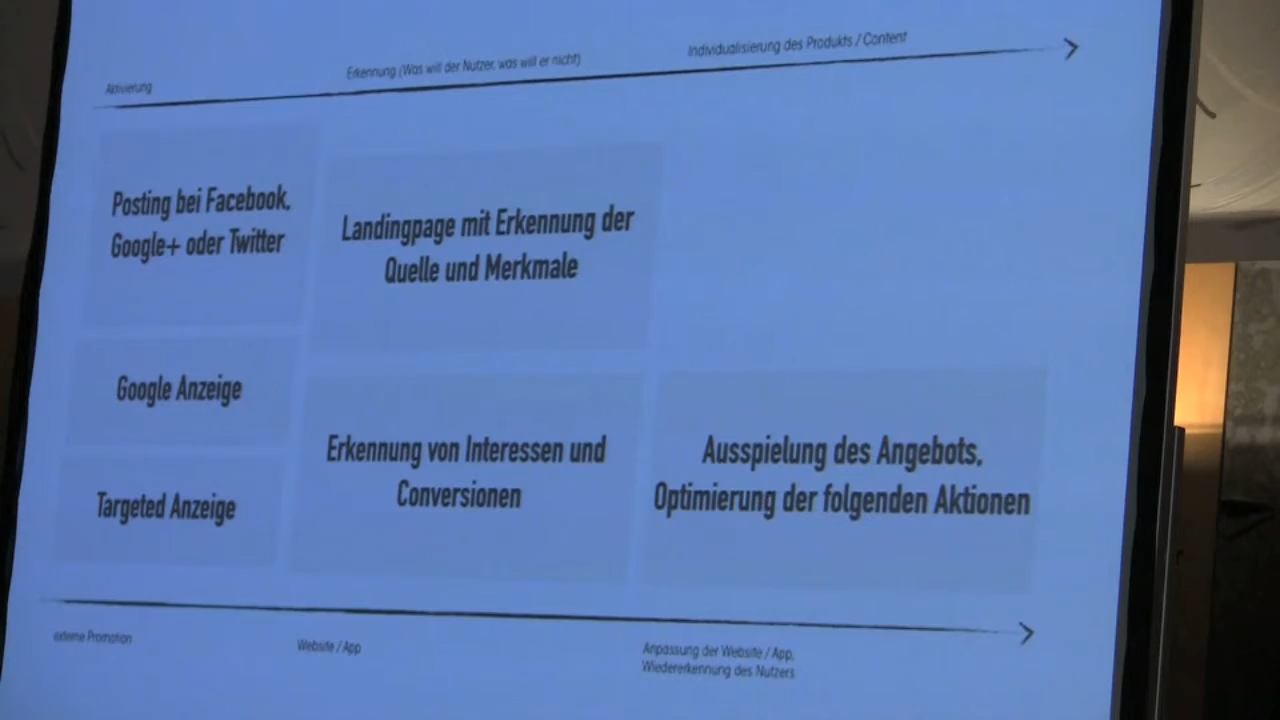 Aktivierung
Erkennung (Was will der Nutzer, was will er nicht)
Individualisierung des Produkts / Content
Posting bei Facebook,
Google+ oder Twitter
Landingpage mit Erkennung der
Quelle und Merkmale
Google Anzeige
Targeted Anzeige
Erkennung von Interessen und
Conversionen
Ausspielung des Angebots,
Optimierung der folgenden Aktionen
externe Promotion
Website / App
Anpassung der Website / App,
Wiedererkennung des Nutzers